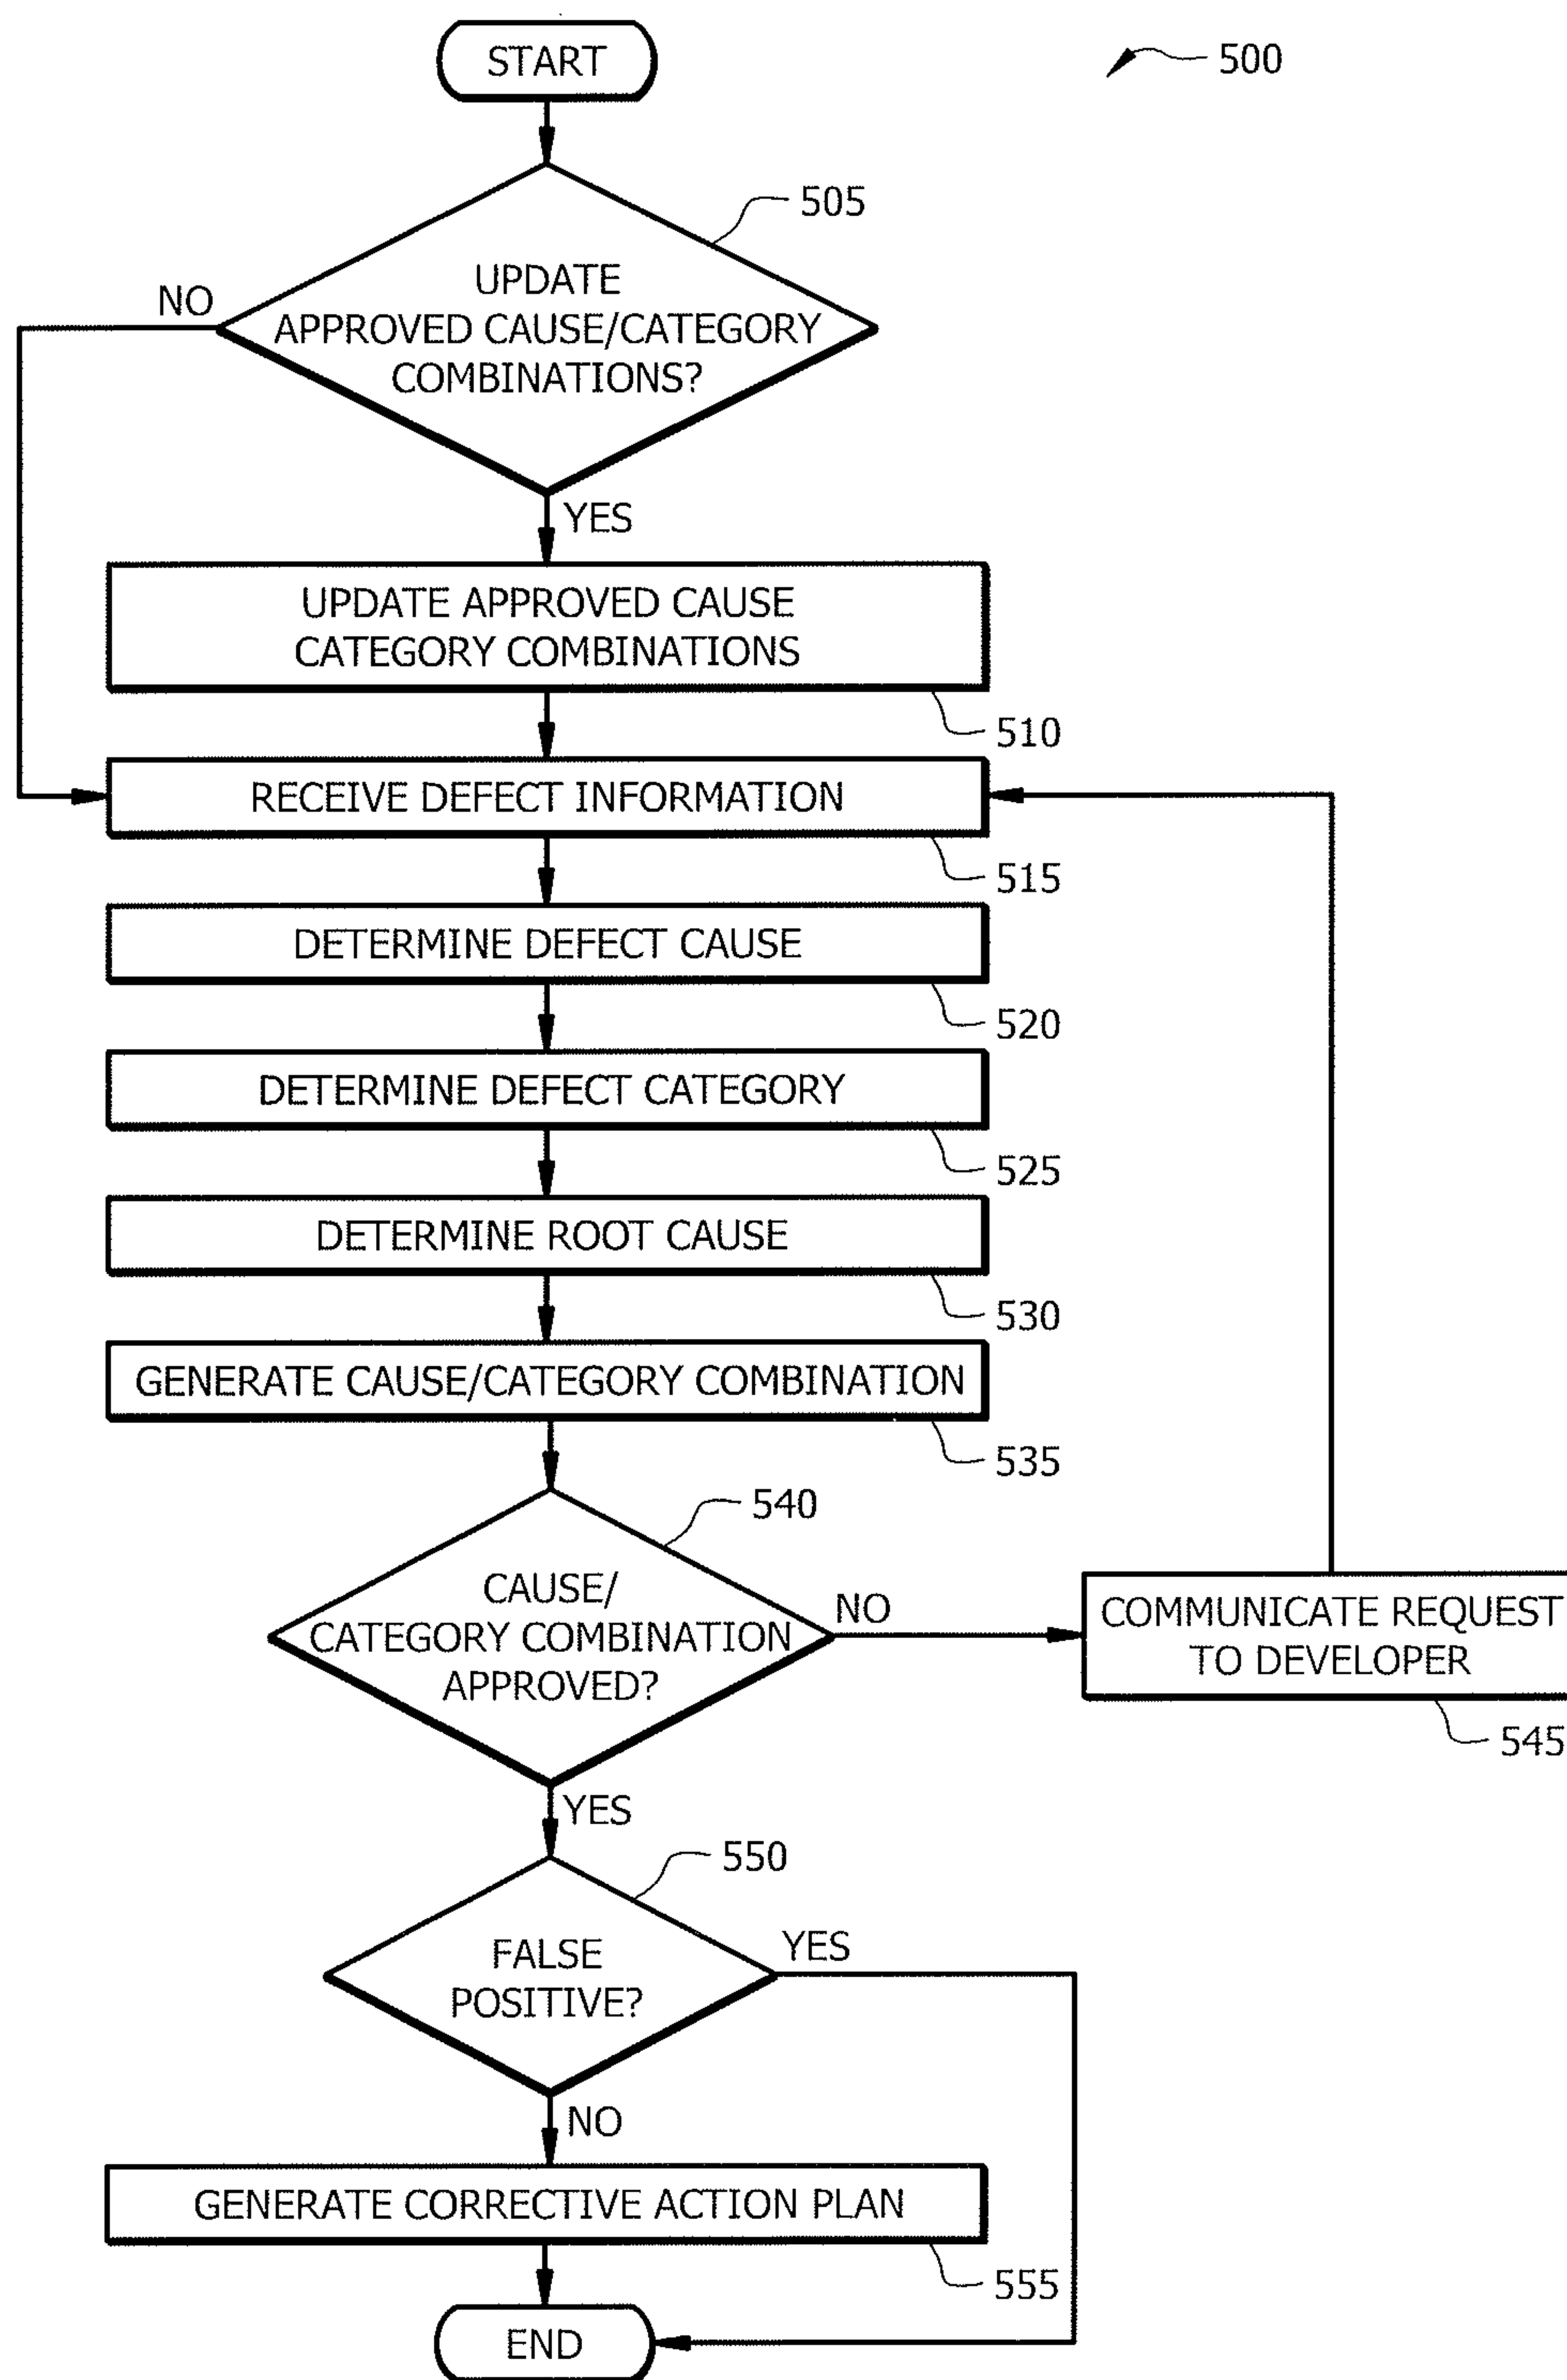 START
500
505
UPDATE
APPROVED CAUSE/CATEGORY
COMBINATIONS?
NO
YES
UPDATE APPROVED CAUSE
CATEGORY COMBINATIONS
510
RECEIVE DEFECT INFORMATION
515
DETERMINE DEFECT CAUSE
520
DETERMINE DEFECT CATEGORY
525
DETERMINE ROOT CAUSE
530
GENERATE CAUSE/CATEGORY COMBINATION
535
540
CAUSE/
CATEGORY COMBINATION
APPROVED?
NO
COMMUNICATE REQUEST
TO DEVELOPER
545
YES
550
FALSE
POSITIVE?
YES
NO
GENERATE CORRECTIVE ACTION PLAN
555
END